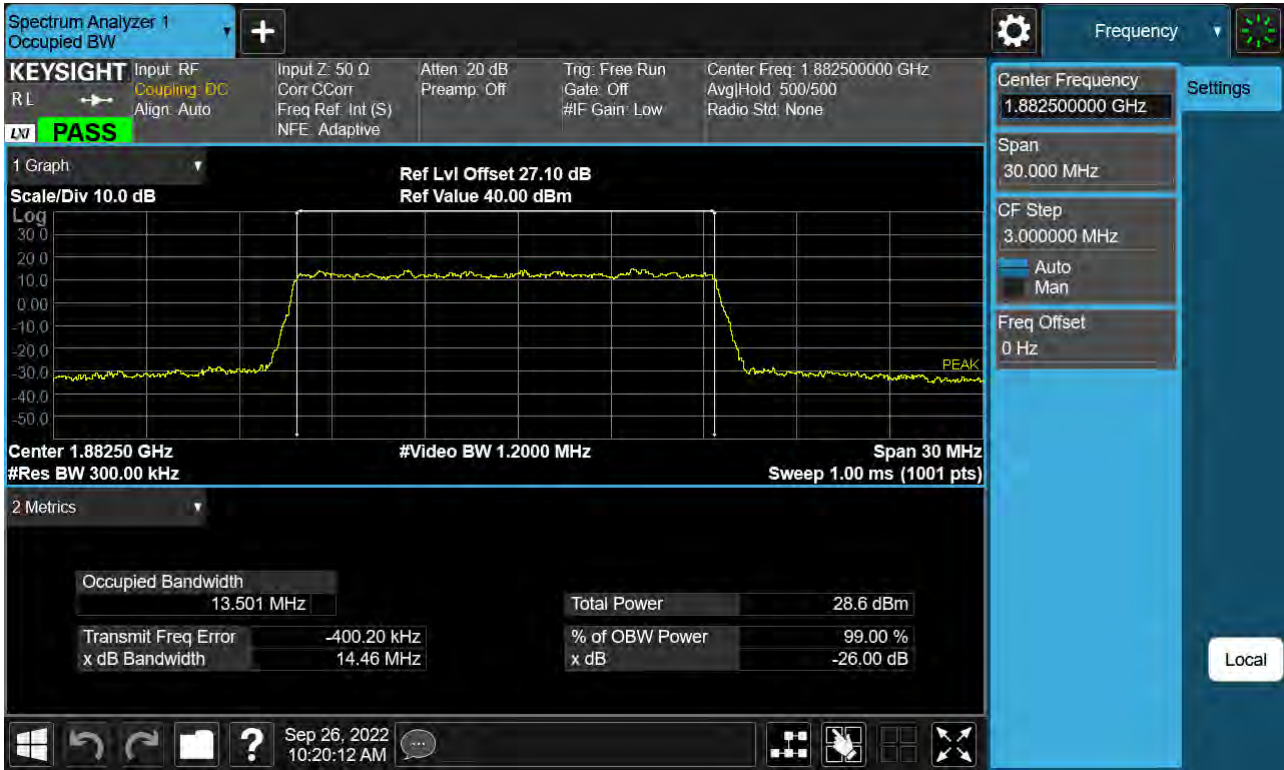 Spectrum Analyzer 1
Occupied BW
Frequency
KEYSIGHT
RL
LXI PASS
Input: RF
Coupling: DC
Align: Auto
Input Z: 50 Ω
Corr CCorr
Freq Ref: Int (S)
NFE: Adaptive
Atten: 20 dB
Preamp: Off
Trig: Free Run
Gate: Off
#IF Gain: Low
Center Freq: 1.882500000 GHz
Avg|Hold: 500/500
Radio Std: None
Center Frequency
1.882500000 GHz
Settings
Span
30.000 MHz
CF Step
3.000000 MHz
Auto
Man
Freq Offset
0 Hz
Local
1 Graph
Scale/Div 10.0 dB
Ref Lvl Offset 27.10 dB
Ref Value 40.00 dBm
Log
30.0
20.0
10.0
0.00
-10.0
-20.0
-30.0
-40.0
-50.0
PEAK
Center 1.88250 GHz
#Video BW 1.2000 MHz
Span 30 MHz
#Res BW 300.00 kHz
Sweep 1.00 ms (1001 pts)
2 Metrics
Occupied Bandwidth
13.501 MHz
Total Power 28.6 dBm
Transmit Freq Error -400.20 kHz
% of OBW Power 99.00 %
x dB Bandwidth 14.46 MHz
x dB -26.00 dB
?
Sep 26, 2022
10:20:12 AM